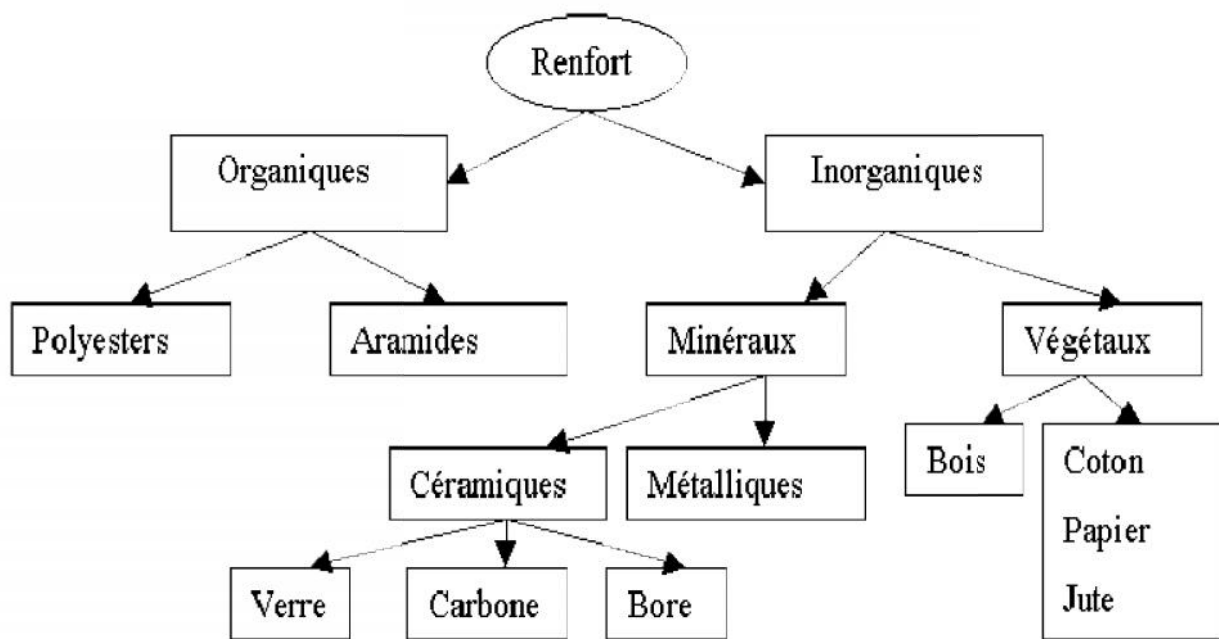 Renfort
Organiques
Inorganiques
Polyesters
Aramides
Minéraux
Végétaux
Céramiques
Métalliques
Bois
Coton
Papier
Jute
Verre
Carbone
Bore